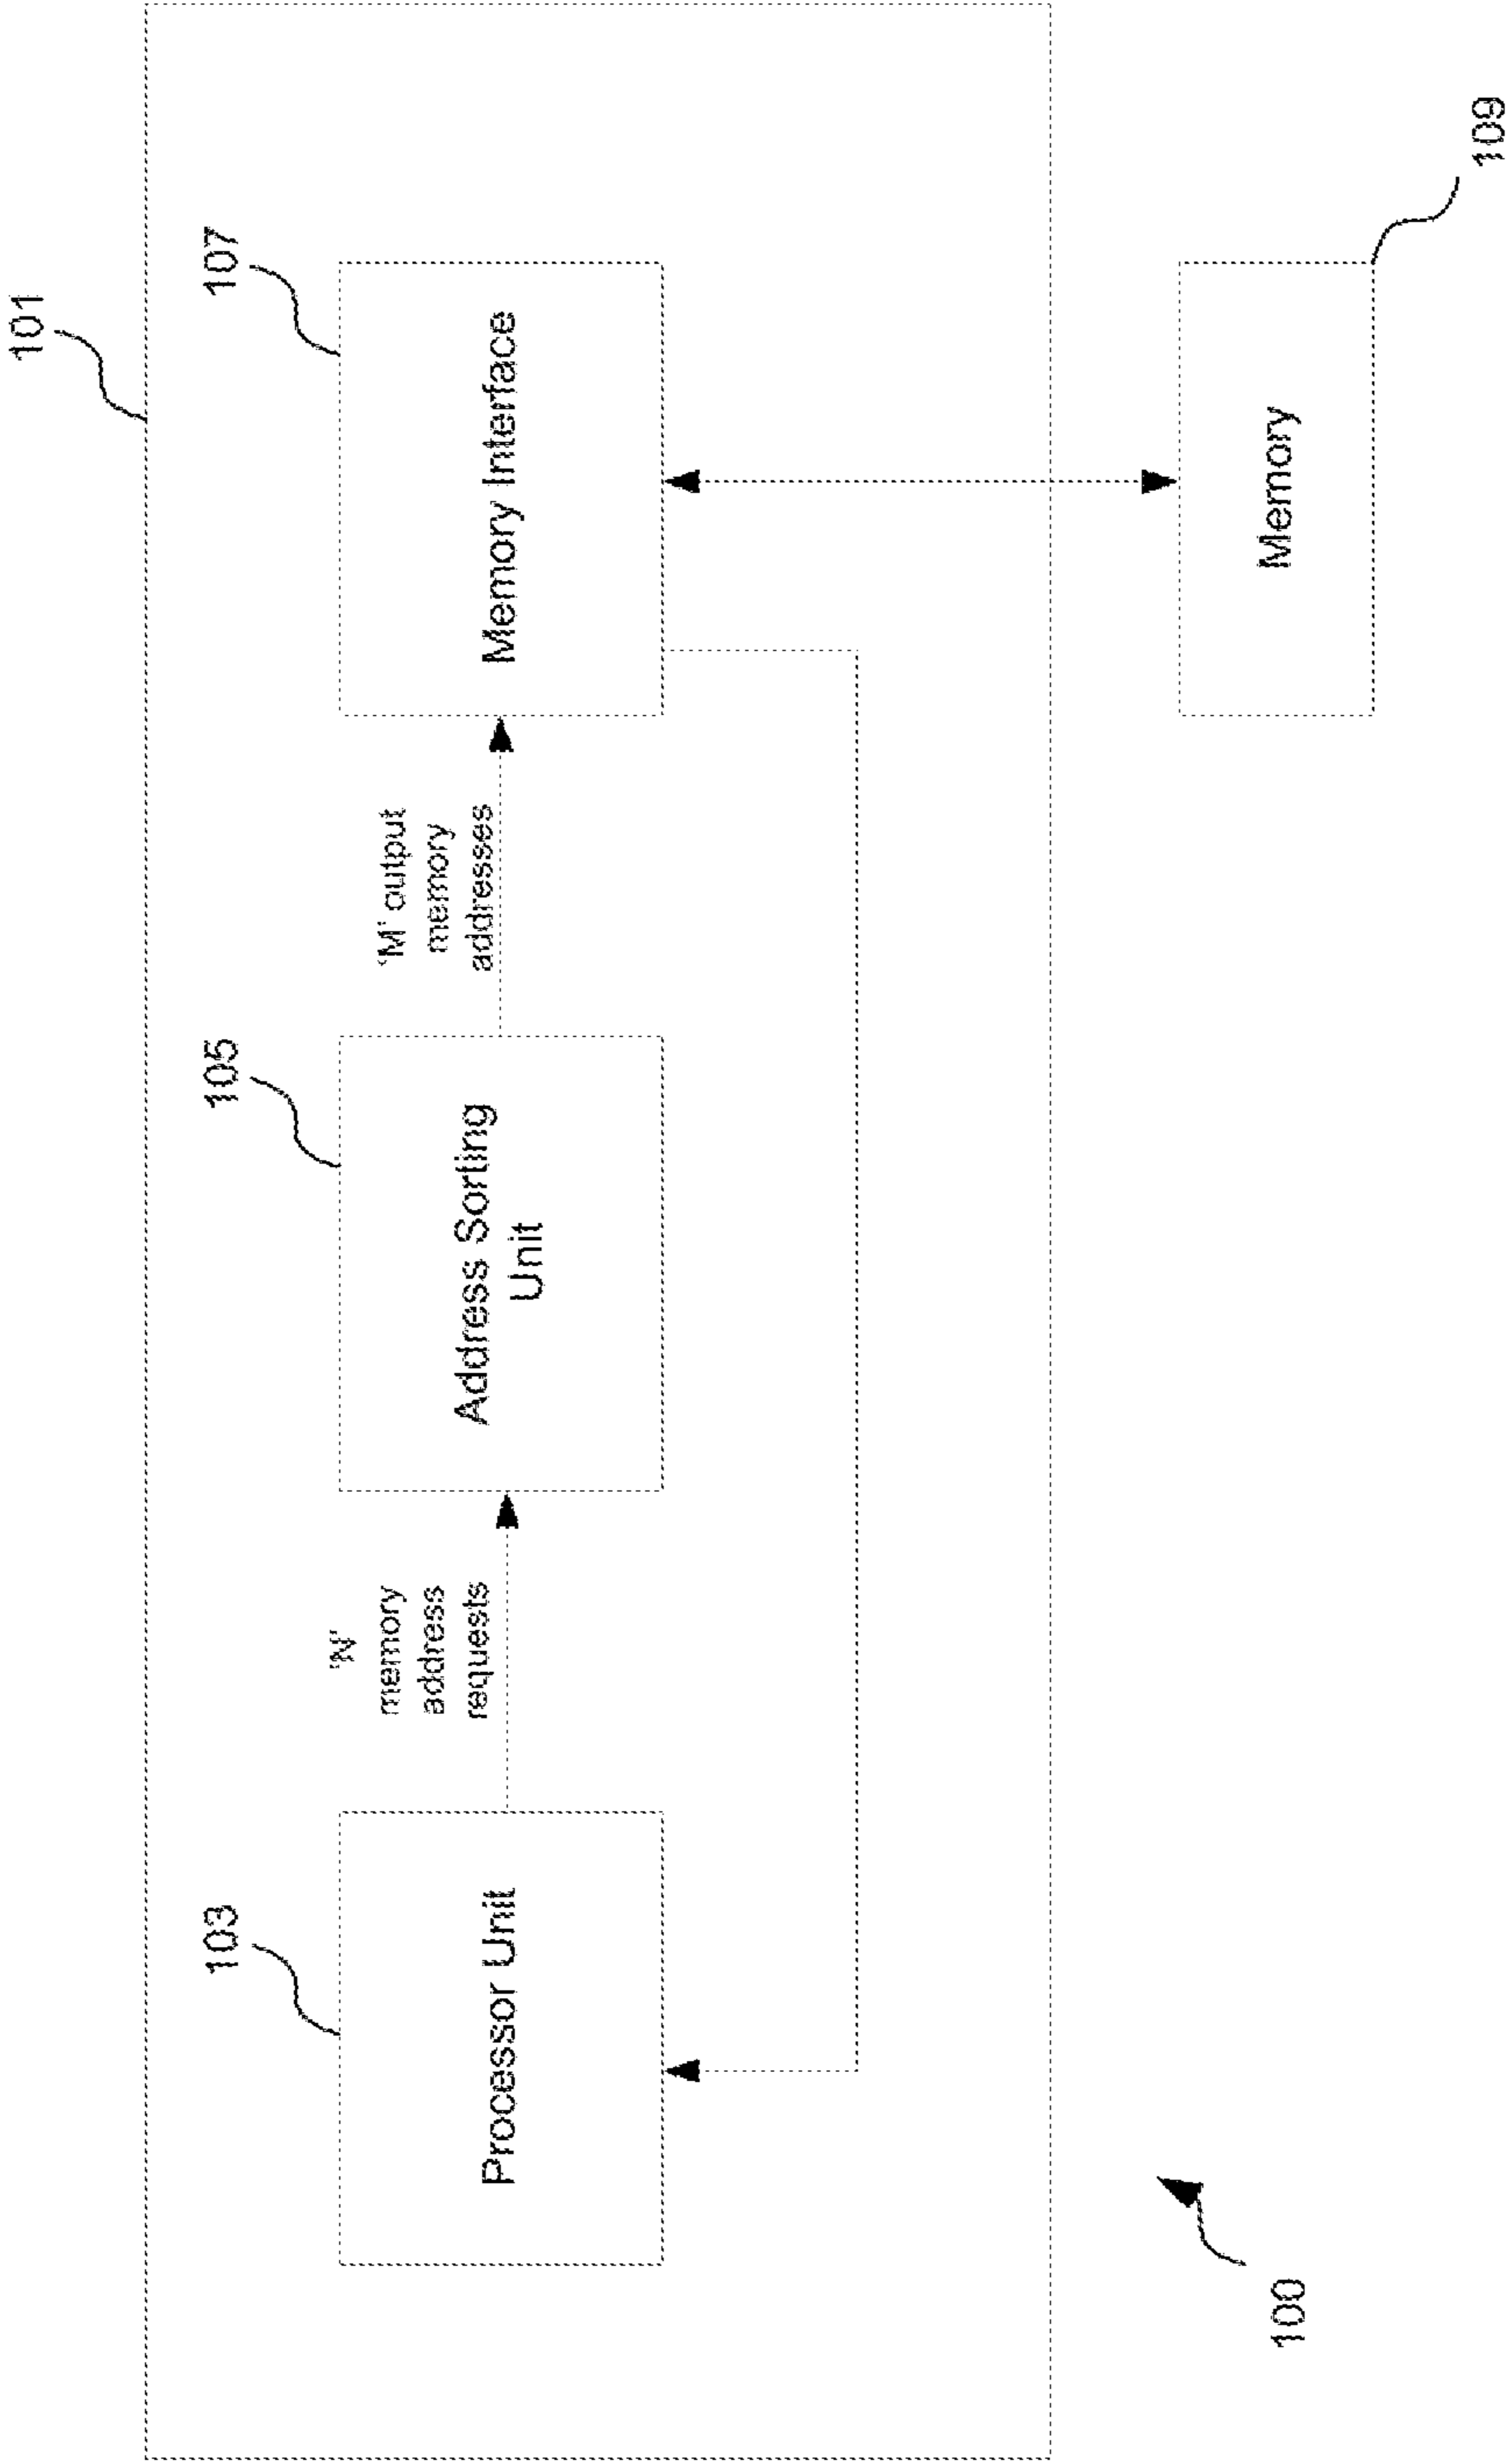 101
103
Processor Unit
'N'
memory
address
requests
105
Address Sorting
Unit
'M' output
memory
addresses
107
Memory Interface
100
Memory
109